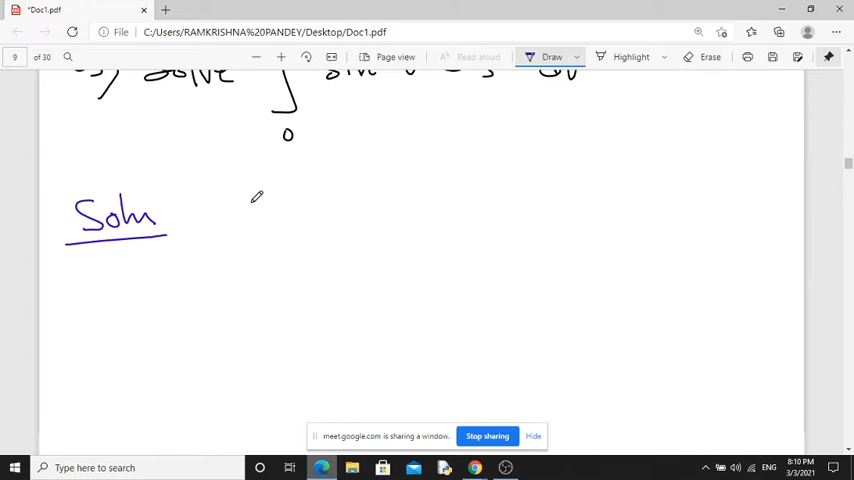 *Doc1.pdf
File C:/Users/RAMKRISHNA%20PANDEY/Desktop/Doc1.pdf
9 of 30 Page view Read aloud Draw Highlight Erase
Solve
0
Soln
meet.google.com is sharing a window. Stop sharing Hide
Type here to search
ENG
8:10 PM
3/3/2021